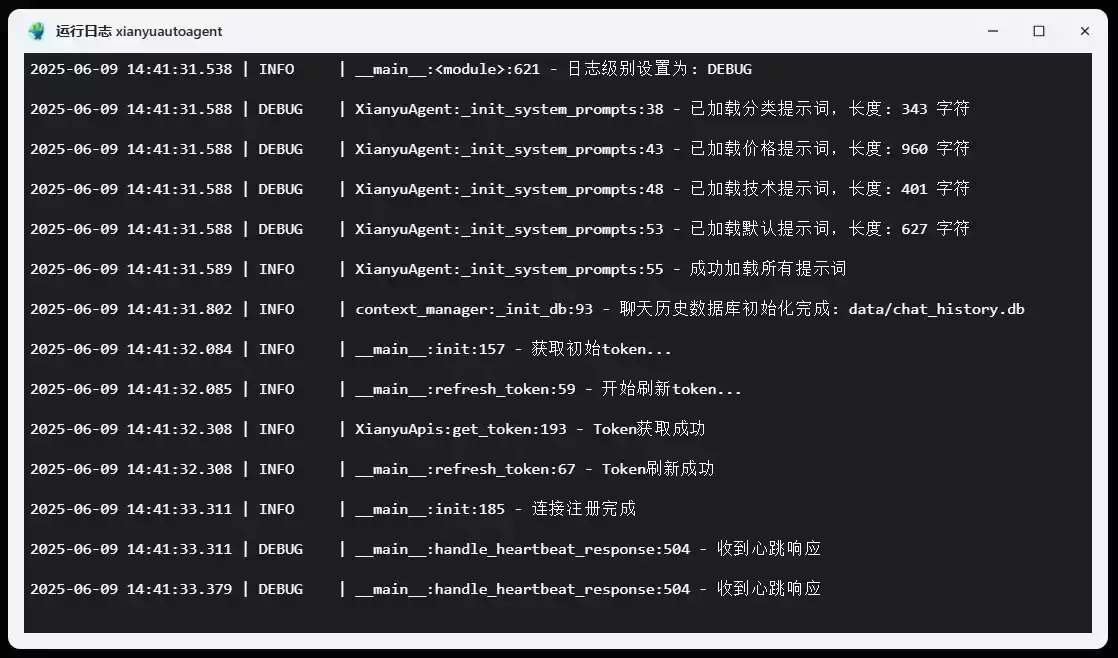 运行日志 xianyuautoagent
2025-06-09 14:41:31.538 | INFO     | __main__:<module>:621 - 日志级别设置为: DEBUG
2025-06-09 14:41:31.588 | DEBUG    | XianyuAgent:_init_system_prompts:38 - 已加载分类提示词，长度: 343 字符
2025-06-09 14:41:31.588 | DEBUG    | XianyuAgent:_init_system_prompts:43 - 已加载价格提示词，长度: 960 字符
2025-06-09 14:41:31.588 | DEBUG    | XianyuAgent:_init_system_prompts:48 - 已加载技术提示词，长度: 401 字符
2025-06-09 14:41:31.588 | DEBUG    | XianyuAgent:_init_system_prompts:53 - 已加载默认提示词，长度: 627 字符
2025-06-09 14:41:31.589 | INFO     | XianyuAgent:_init_system_prompts:55 - 成功加载所有提示词
2025-06-09 14:41:31.802 | INFO     | context_manager:_init_db:93 - 聊天历史数据库初始化完成: data/chat_history.db
2025-06-09 14:41:32.084 | INFO     | __main__:init:157 - 获取初始token...
2025-06-09 14:41:32.085 | INFO     | __main__:refresh_token:59 - 开始刷新token...
2025-06-09 14:41:32.308 | INFO     | XianyuApis:get_token:193 - Token获取成功
2025-06-09 14:41:32.308 | INFO     | __main__:refresh_token:67 - Token刷新成功
2025-06-09 14:41:33.311 | INFO     | __main__:init:185 - 连接注册完成
2025-06-09 14:41:33.311 | DEBUG    | __main__:handle_heartbeat_response:504 - 收到心跳响应
2025-06-09 14:41:33.379 | DEBUG    | __main__:handle_heartbeat_response:504 - 收到心跳响应